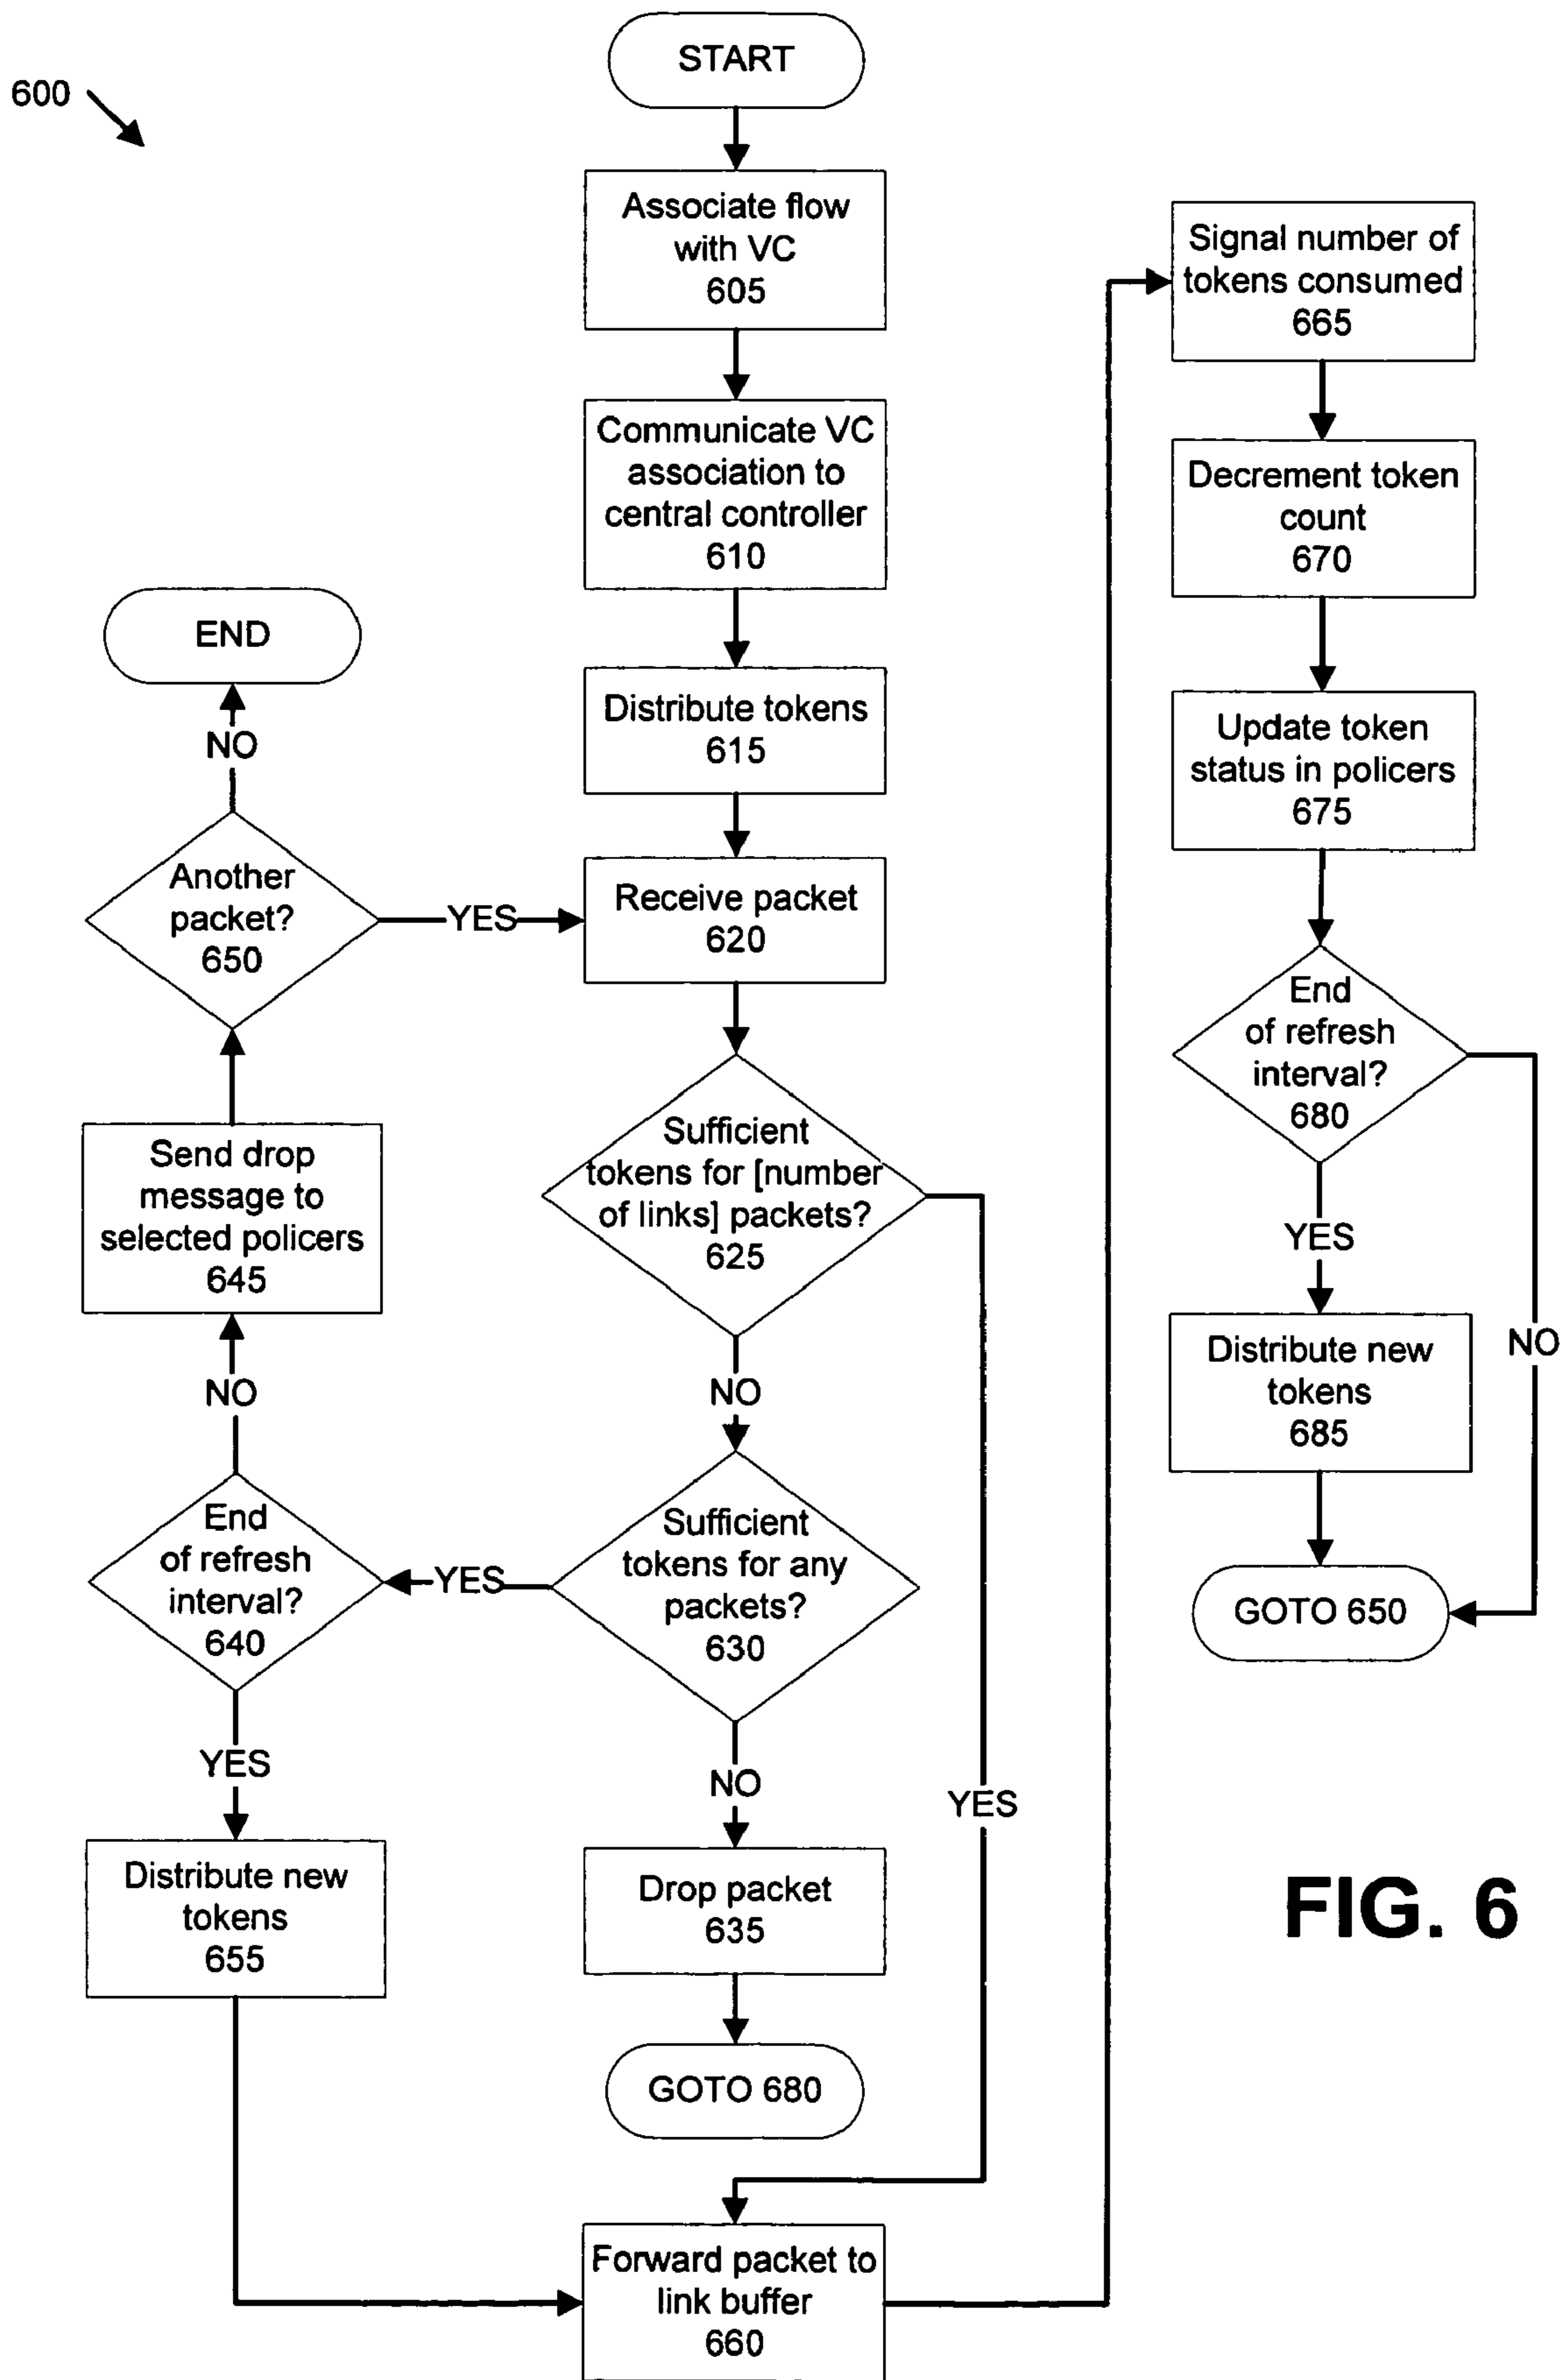 600
START
Associate flow
with VC
605
Communicate VC
association to
central controller
610
Distribute tokens
615
Receive packet
620
Sufficient
tokens for [number
of links] packets?
625
NO
YES
Sufficient
tokens for any
packets?
630
NO
YES
Drop packet
635
GOTO 680
End
of refresh
interval?
640
NO
YES
Send drop
message to
selected policers
645
Another
packet?
650
NO
YES
END
Distribute new
tokens
655
Forward packet to
link buffer
660
Signal number of
tokens consumed
665
Decrement token
count
670
Update token
status in policers
675
End
of refresh
interval?
680
YES
NO
Distribute new
tokens
685
GOTO 650
FIG. 6